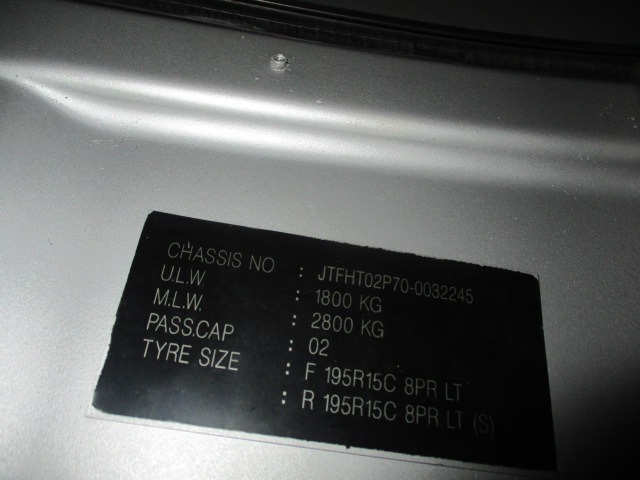 CHASSIS NO : JTFHT02P70-0032245
U.L.W : 1800 KG
M.L.W. : 2800 KG
PASS.CAP : 02
TYRE SIZE : F 195R15C 8PR LT
: R 195R15C 8PR LT (S)